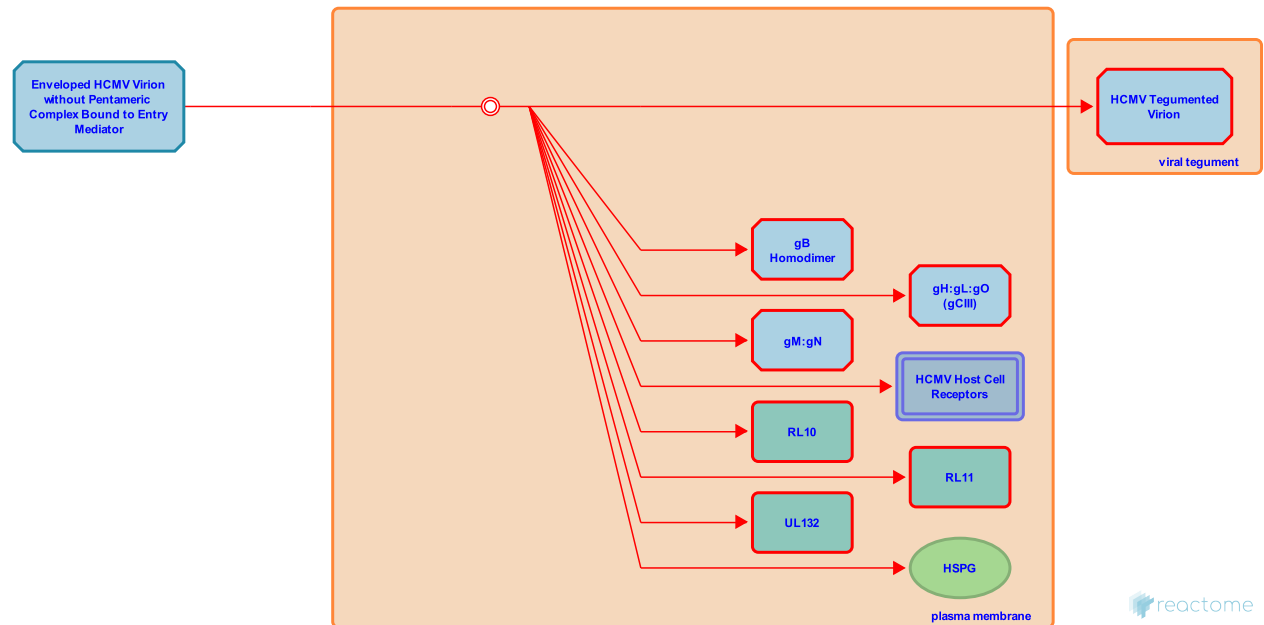 Enveloped HCMV Virion
without Pentameric
Complex Bound to Entry
Mediator
HCMV Tegumented
Virion
viral tegument
gB
Homodimer
gH:gL:gO
(gCIII)
gM:gN
HCMV Host Cell
Receptors
RL10
RL11
UL132
HSPG
plasma membrane
reactome